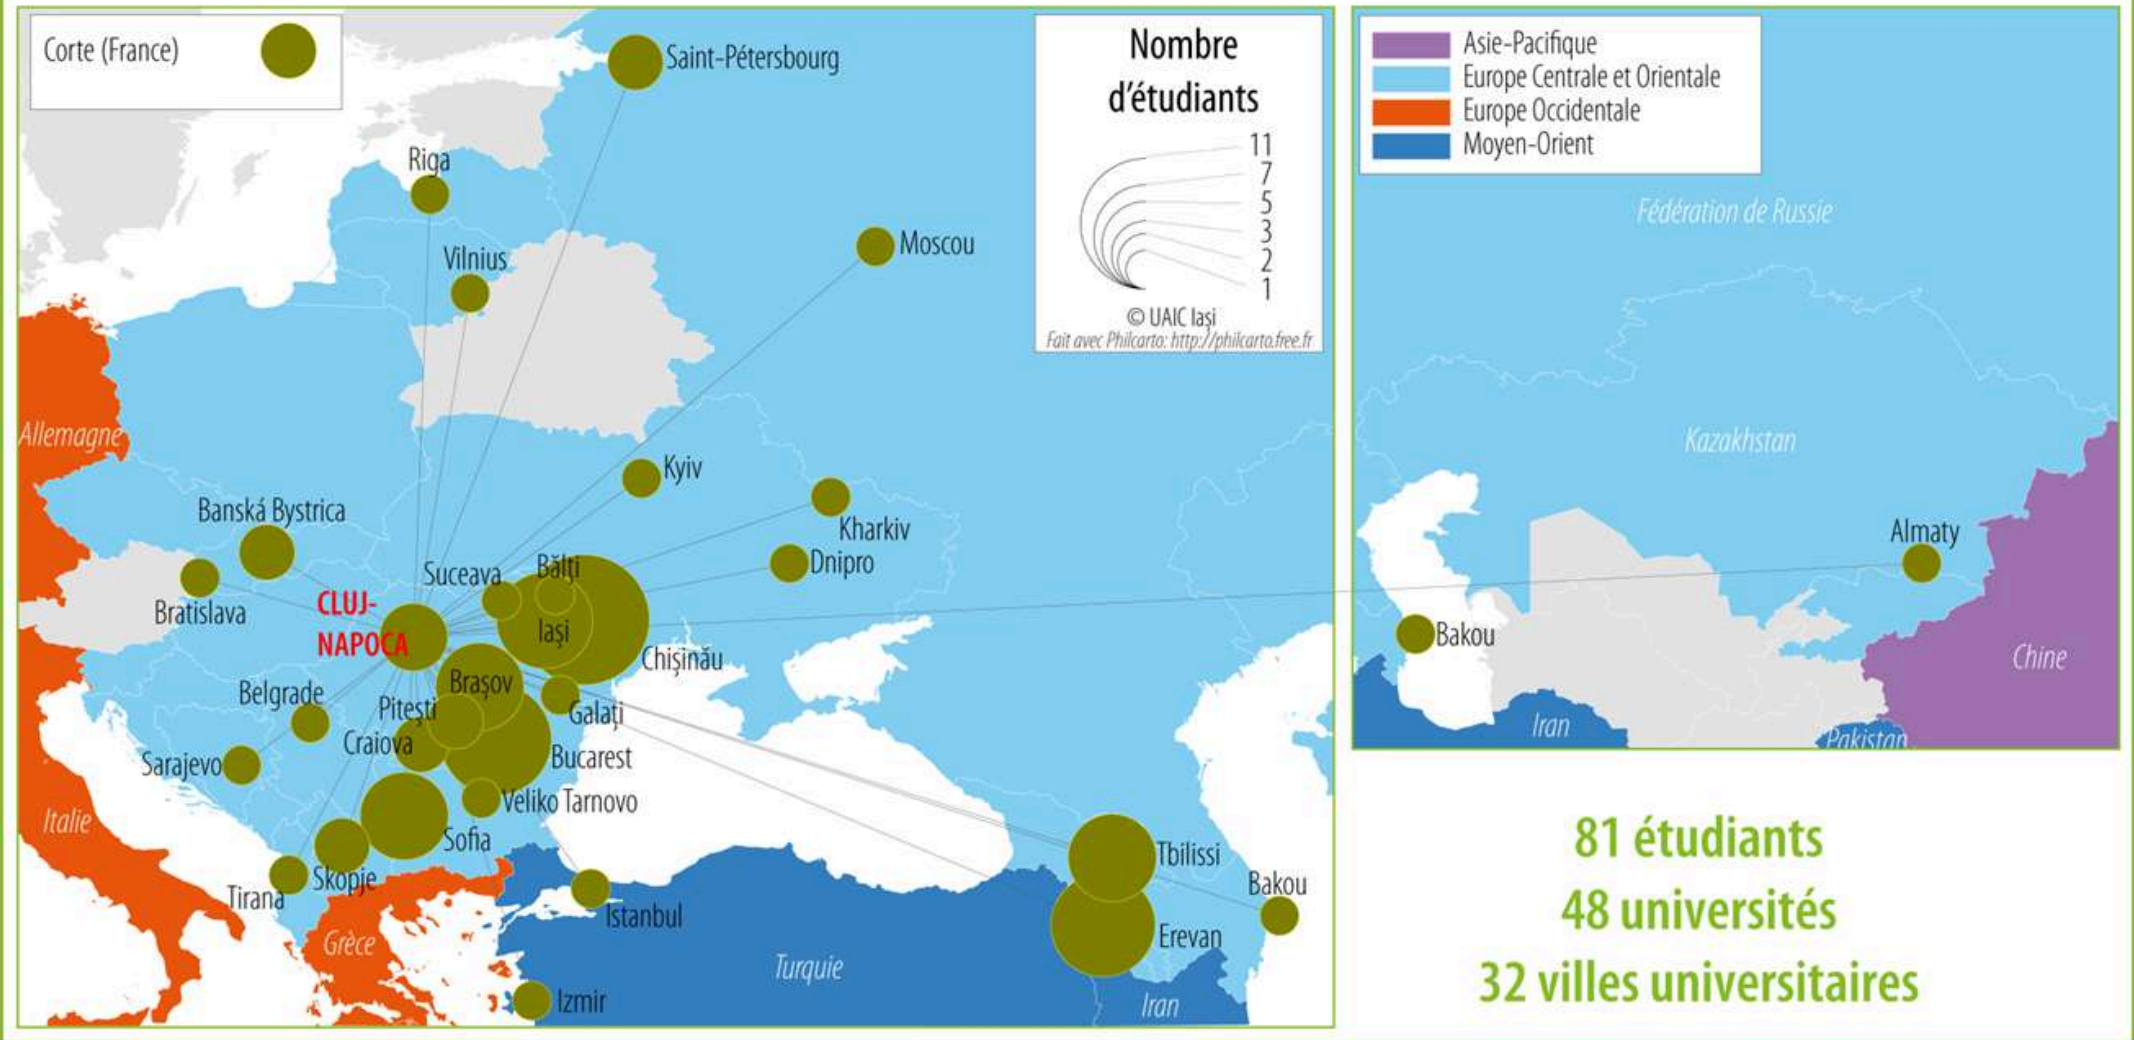 Corte (France)
Saint-Pétersbourg
Riga
Vilnius
Moscou
Nombre
d'étudiants
11
7
5
3
2
1
© UAIC Iași
Fait avec Philcarto: http://philcarto.free.fr
Allemagne
Kyiv
Kharkiv
Dnipro
Banská Bystrica
Bratislava
Suceava
Bălți
CLUJ-
NAPOCA
Iași
Chișinău
Brașov
Belgrade
Pitești
Galați
Craiova
Sarajevo
Bucarest
Veliko Tarnovo
Italie
Sofia
Skopje
Tirana
Istanbul
Grèce
Turquie
Izmir
Tbilissi
Bakou
Erevan
Iran
Asie-Pacifique
Europe Centrale et Orientale
Europe Occidentale
Moyen-Orient
Fédération de Russie
Kazakhstan
Almaty
Bakou
Chine
Iran
Pakistan
81 étudiants
48 universités
32 villes universitaires